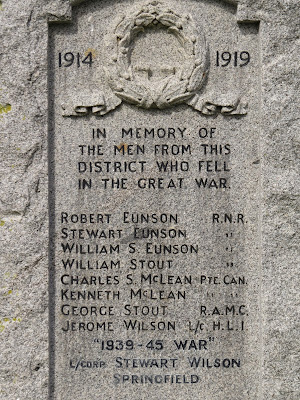 1914 1919
IN MEMORY OF
THE MEN FROM THIS
DISTRICT WHO FELL
IN THE GREAT WAR.
ROBERT EUNSON R.N.R.
STEWART EUNSON "
WILLIAM S. EUNSON "
WILLIAM STOUT "
CHARLES S. MCLEAN PTE. CAN.
KENNETH MCLEAN " "
GEORGE STOUT R.A.M.C.
JEROME WILSON L/C. H.L.I.
"1939-45 WAR"
L/CORP STEWART WILSON
SPRINGFIELD